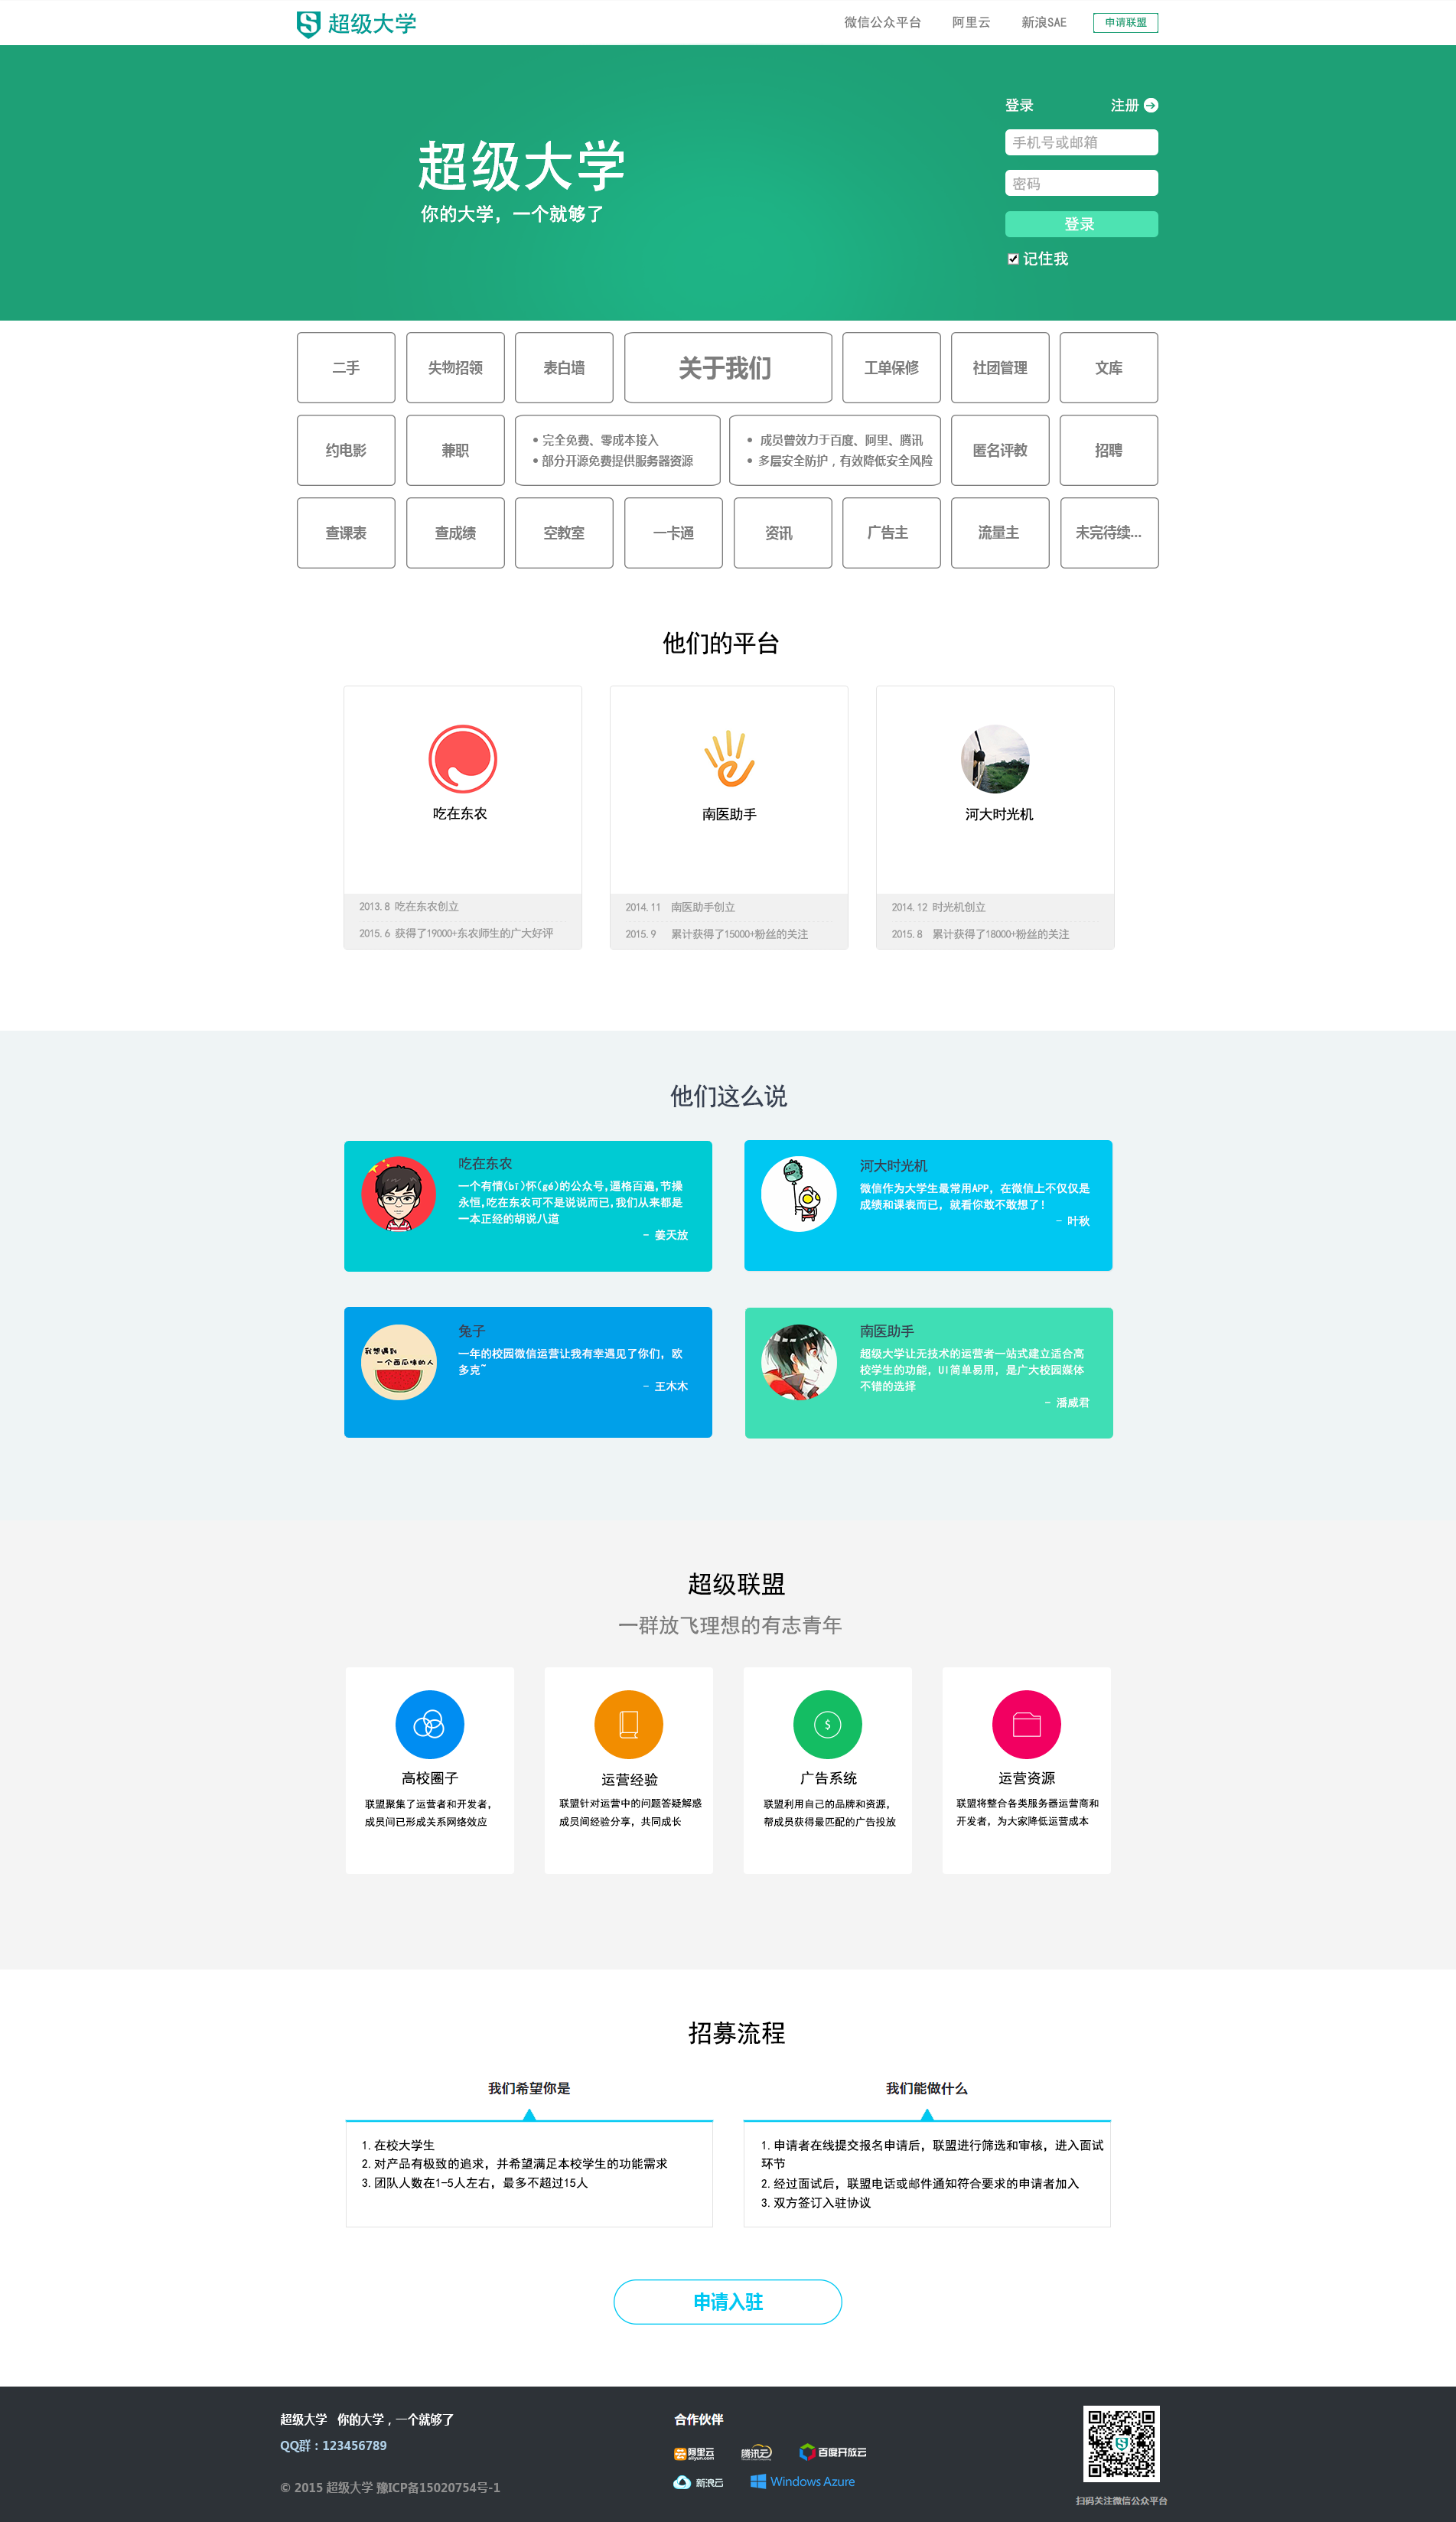 超级大学
微信公众平台
阿里云
新浪SAE
申请联盟
超级大学
你的大学，一个就够了
登录
注册
手机号或邮箱
密码
登录
记住我
二手
失物招领
表白墙
关于我们
工单保修
社团管理
文库
约电影
兼职
• 完全免费、零成本接入
• 部分开源免费提供服务器资源
• 成员曾效力于百度、阿里、腾讯
• 多层安全防护，有效降低安全风险
匿名评教
招聘
查课表
查成绩
空教室
一卡通
资讯
广告主
流量主
未完待续...
他们的平台
吃在东农
2013.8 吃在东农创立
2015.6 获得了19000+东农师生的广大好评
南医助手
2014.11 南医助手创立
2015.9 累计获得了15000+粉丝的关注
河大时光机
2014.12 时光机创立
2015.8 累计获得了18000+粉丝的关注
他们这么说
吃在东农
一个有情(bī)怀(gé)的公众号,逼格百遍,节操
永恒,吃在东农可不是说说而已,我们从来都是
一本正经的胡说八道
- 姜天放
河大时光机
微信作为大学生最常用APP，在微信上不仅仅是
成绩和课表而已，就看你敢不敢想了!
- 叶秋
我想遇到
一个西瓜味的人
兔子
一年的校园微信运营让我有幸遇见了你们，欧
多克~
- 王木木
南医助手
超级大学让无技术的运营者一站式建立适合高
校学生的功能，UI简单易用，是广大校园媒体
不错的选择
- 潘威君
超级联盟
一群放飞理想的有志青年
高校圈子
联盟聚集了运营者和开发者，
成员间已形成关系网络效应
运营经验
联盟针对运营中的问题答疑解惑
成员间经验分享，共同成长
$
广告系统
联盟利用自己的品牌和资源，
帮成员获得最匹配的广告投放
运营资源
联盟将整合各类服务器运营商和
开发者，为大家降低运营成本
招募流程
我们希望你是
1.在校大学生
2.对产品有极致的追求，并希望满足本校学生的功能需求
3.团队人数在1-5人左右，最多不超过15人
我们能做什么
1.申请者在线提交报名申请后，联盟进行筛选和审核，进入面试
环节
2.经过面试后，联盟电话或邮件通知符合要求的申请者加入
3.双方签订入驻协议
申请入驻
超级大学 你的大学，一个就够了
QQ群：123456789
© 2015 超级大学 豫ICP备15020754号-1
合作伙伴
阿里云
aliyun.com
腾讯云
百度开放云
新浪云
Windows Azure
扫码关注微信公众平台